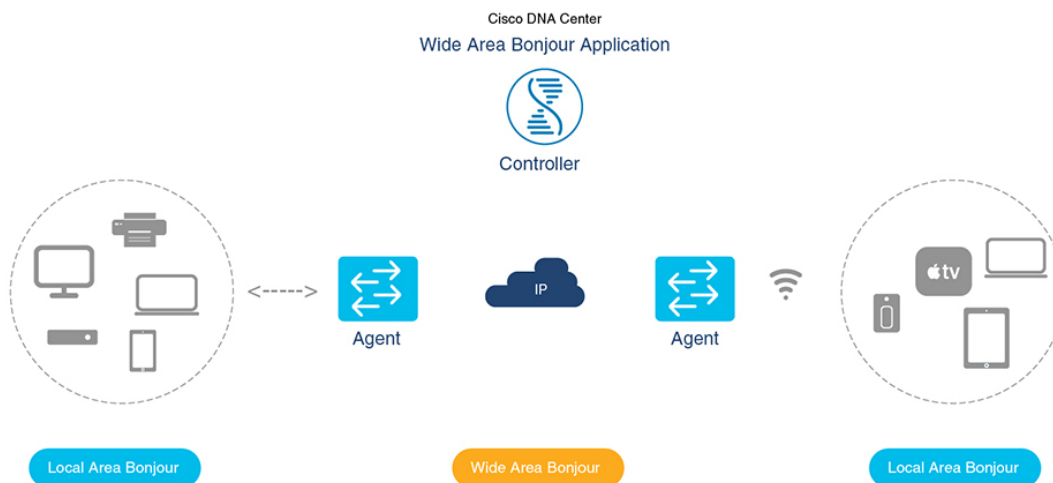 Cisco DNA Center
Wide Area Bonjour Application
Controller
IP
tv
Agent
Agent
Local Area Bonjour
Wide Area Bonjour
Local Area Bonjour